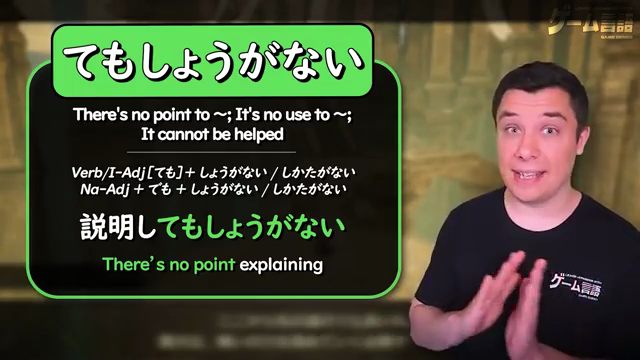 てもしょうがない
There's no point to ～; It's no use to ～;
It cannot be helped
Verb/I-Adj [ても] + しょうがない / しかたがない
Na-Adj + でも + しょうがない / しかたがない
説明してもしょうがない
There's no point explaining
ゲーム言語
ゲーム言語